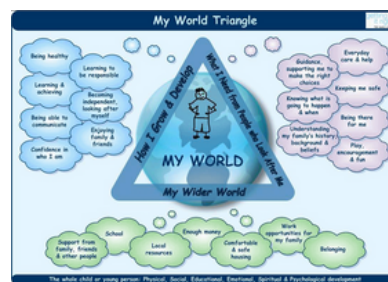 My World Triangle
Being healthy
Learning to
be responsible
Learning &
achieving
Becoming
independent,
looking after
myself
Being able to
communicate
Enjoying
family &
friends
Confidence in
who I am
How I Grow & Develop
What I Need from People who Look After Me
MY WORLD
My Wider World
Everyday
care & help
Guidance,
supporting me to
make the right
choices
Keeping me safe
Knowing what is
going to happen
& when
Being there
for me
Understanding
my family's history,
background &
beliefs
Play,
encouragement
& fun
Support from
family, friends
& other people
School
Local
resources
Enough money
Comfortable
& safe
housing
Work
opportunities for
my family
Belonging
The whole child or young person: Physical, Social, Educational, Emotional, Spiritual & Psychological development